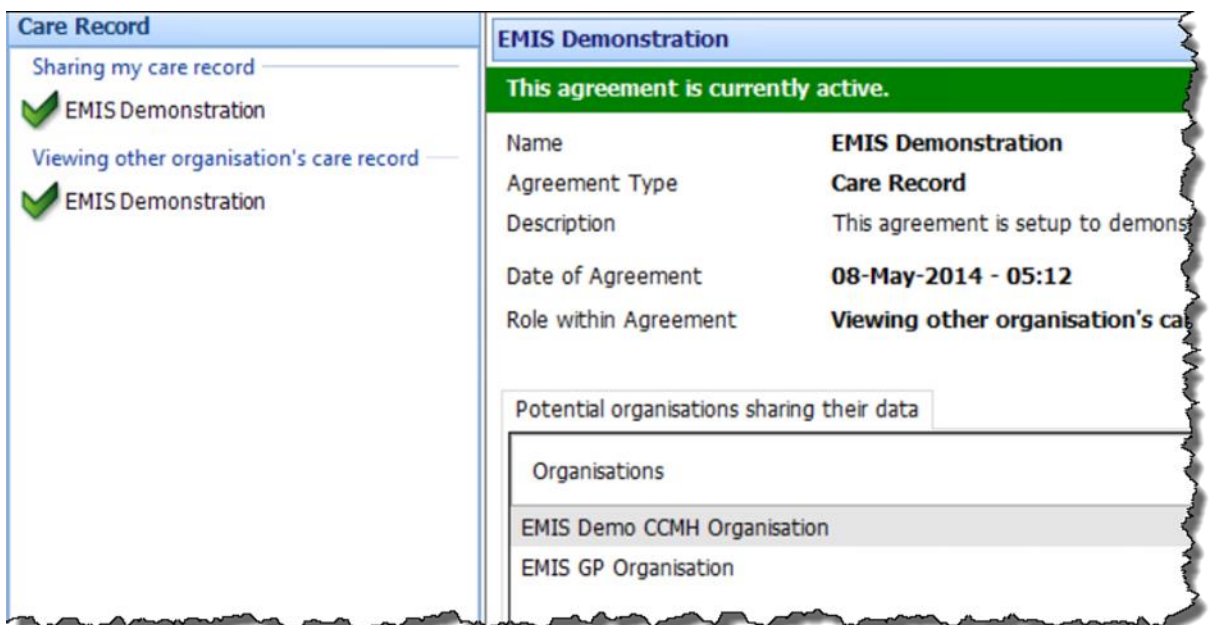 Care Record
Sharing my care record
EMIS Demonstration
Viewing other organisation's care record
EMIS Demonstration
EMIS Demonstration
This agreement is currently active.
Name EMIS Demonstration
Agreement Type Care Record
Description This agreement is setup to
Date of Agreement 08-May-2014 - 05:12
Role within Agreement Viewing other organisation's
Potential organisations sharing their data
Organisations
EMIS Demo CCMH Organisation
EMIS GP Organisation